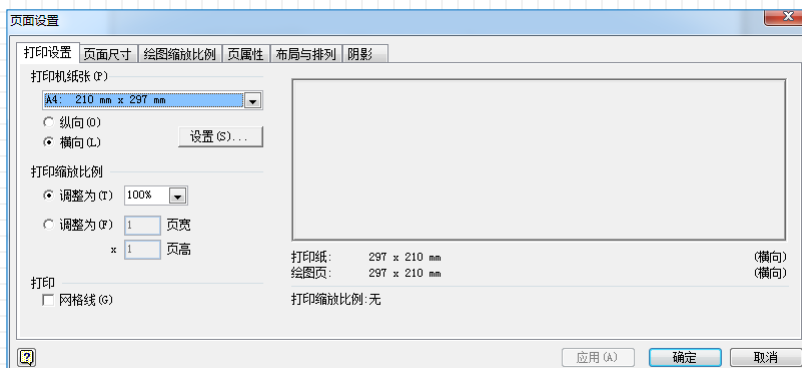 页面设置
打印设置 页面尺寸 绘图缩放比例 页属性 布局与排列 阴影
打印机纸张(P)
A4: 210 mm x 297 mm
纵向(O)
横向(L)
设置(S)...
打印缩放比例
调整为(T) 100%
调整为(F) 1 页宽
x 1 页高
打印
网格线(G)
打印纸: 297 x 210 mm (横向)
绘图页: 297 x 210 mm (横向)
打印缩放比例:无
应用(A) 确定 取消